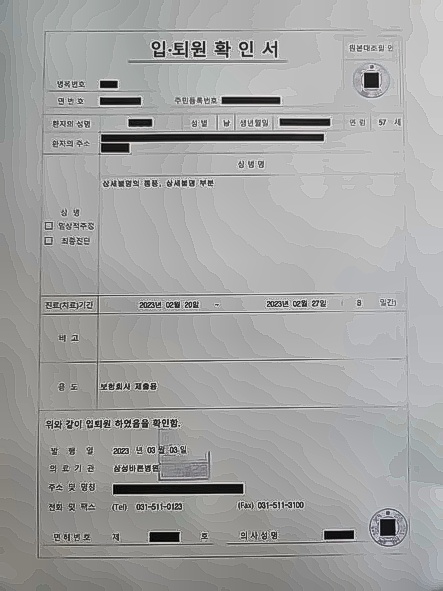 입·퇴원 확인서
원본대조필 인
병록번호
연번호 주민등록번호
환자의 성명 성별 남 생년월일 연령 57 세
환자의 주소
상병명
상세불명의 통풍, 상세불명 부분
상병
□ 임상적추정
□ 최종진단
진료(치료)기간 2023년 02월 20일 ~ 2023년 02월 27일 ( 8 일간)
비고
용도 보험회사 제출용
위와 같이 입퇴원 하였음을 확인함.
발행일 2023 년 03 월 03 일
의료기관 삼성바른병원
주소 및 명칭
전화 및 팩스 (Tel) 031-511-0123 (Fax) 031-511-3100
면허번호 제 호 의사성명